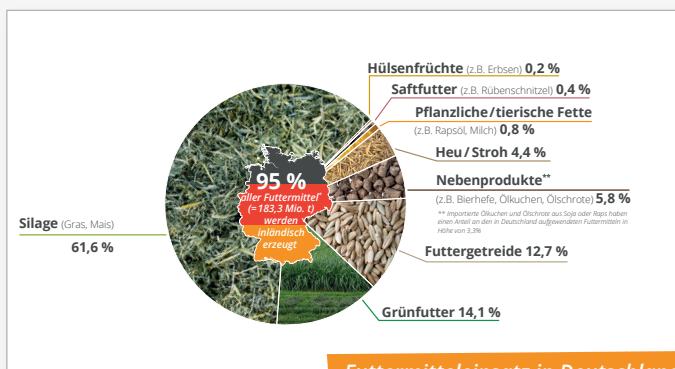 Hülsenfrüchte (z.B. Erbsen) 0,2 %
Saftfutter (z.B. Rübenschnitzel) 0,4 %
Pflanzliche/tierische Fette
(z.B. Rapsöl, Milch) 0,8 %
Heu/Stroh 4,4 %
Nebenprodukte**
(z.B. Bierhefe, Ölkuchen, Ölschrote) 5,8 %
** Importierte Ölkuchen und Ölschrote aus Soja oder Raps haben
einen Anteil an den in Deutschland aufgewendeten Futtermitteln in
Höhe von 3,3%
Futtergetreide 12,7 %
Grünfutter 14,1 %
Silage (Gras, Mais)
61,6 %
95 %
aller Futtermittel*
(= 183,3 Mio. t)
werden
inländisch
erzeugt